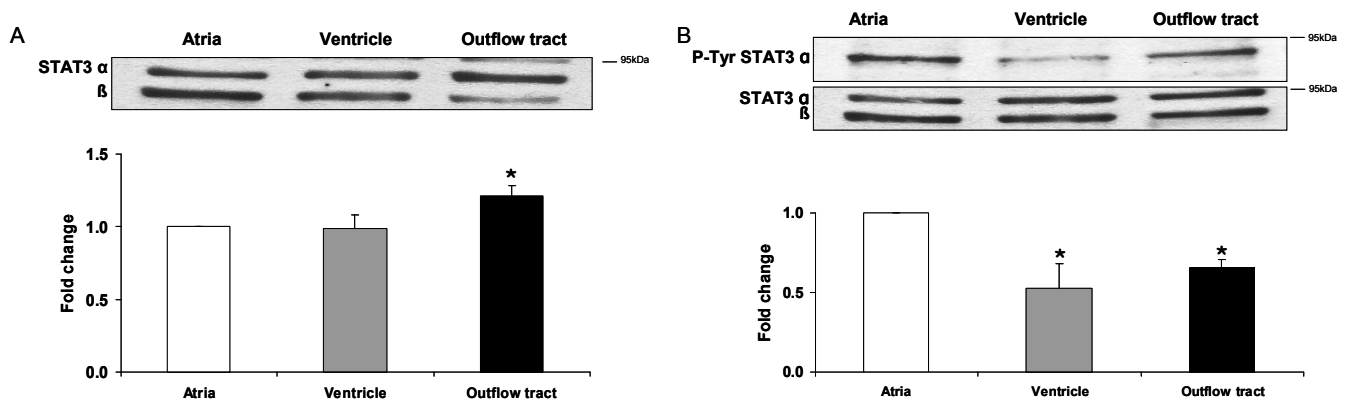 A
Atria Ventricle Outflow tract
STAT3 α
ß
95kDa
1.5
1.0
0.5
0.0
Fold change
*
Atria Ventricle Outflow tract
B
Atria Ventricle Outflow tract
P-Tyr STAT3 α
95kDa
STAT3 α
ß
95kDa
1.0
0.5
0.0
Fold change
* *
Atria Ventricle Outflow tract